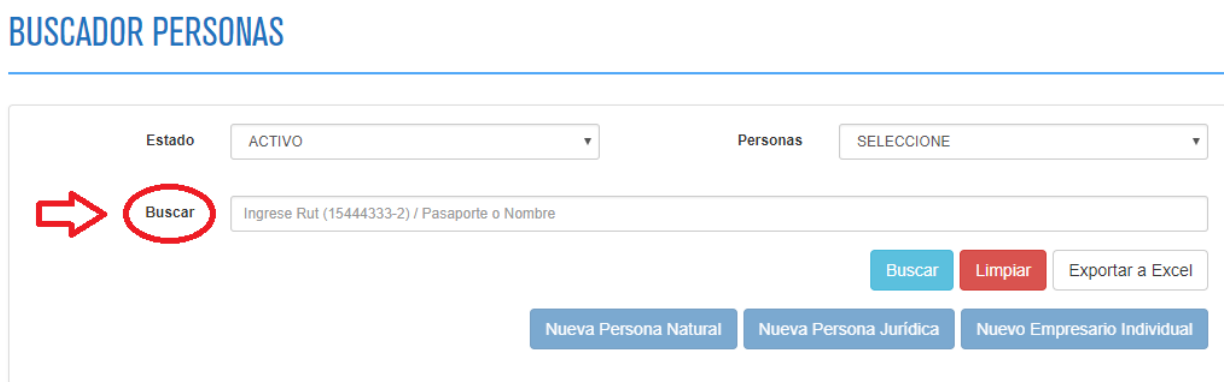 BUSCADOR PERSONAS
Estado ACTIVO Personas SELECCIONE
Buscar Ingrese Rut (15444333-2) / Pasaporte o Nombre
Buscar Limpiar Exportar a Excel
Nueva Persona Natural Nueva Persona Jurídica Nuevo Empresario Individual